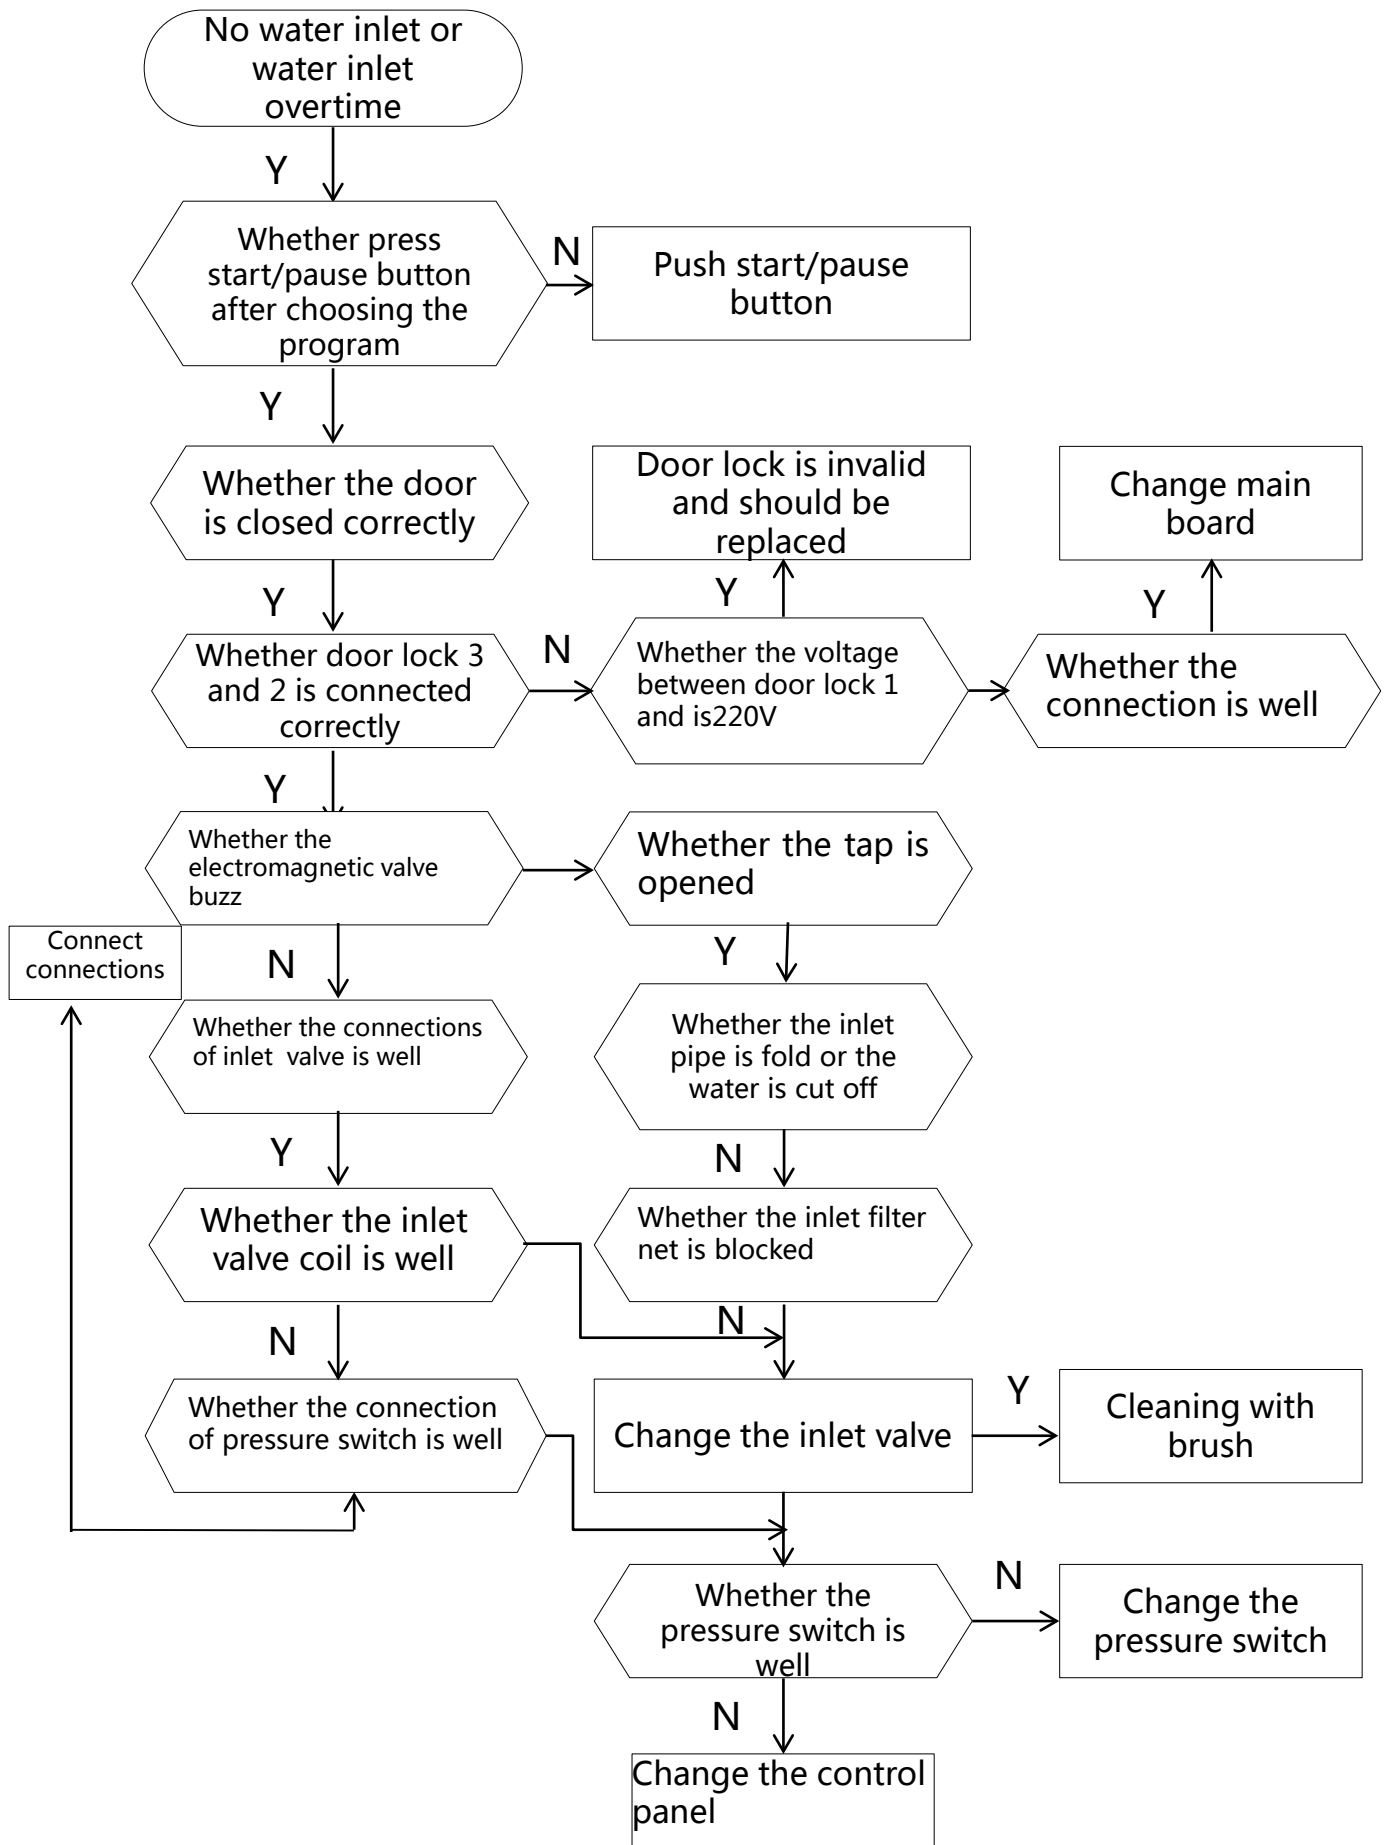 No water inlet or
water inlet
overtime
Y
Whether press
start/pause button
after choosing the
program
N
Push start/pause
button
Y
Whether the door
is closed correctly
Door lock is invalid
and should be
replaced
Change main
board
Y
Y
Y
Whether door lock 3
and 2 is connected
correctly
N
Whether the voltage
between door lock 1
and is220V
Whether the
connection is well
Y
Whether the
electromagnetic valve
buzz
Whether the tap is
opened
Connect
connections
N
Y
Whether the connections
of inlet  valve is well
Whether the inlet
pipe is fold or the
water is cut off
Y
N
Whether the inlet
valve coil is well
Whether the inlet filter
net is blocked
N
N
Whether the connection
of pressure switch is well
Change the inlet valve
Y
Cleaning with
brush
Whether the
pressure switch is
well
N
Change the
pressure switch
N
Change the control
panel